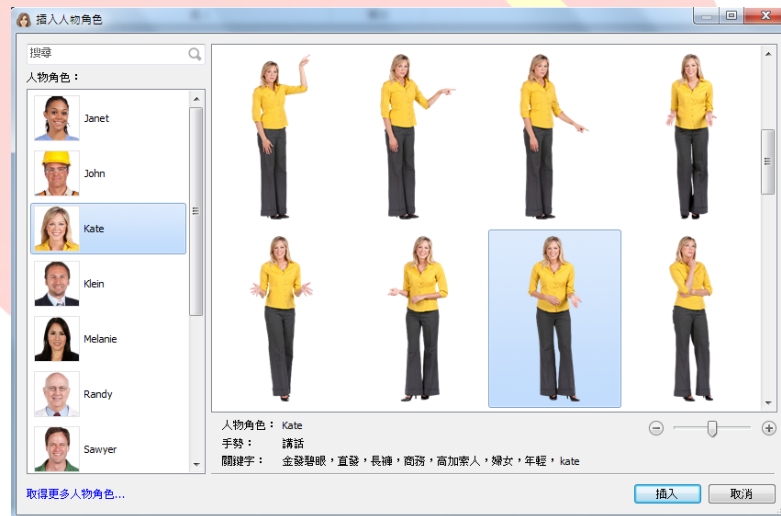 插入人物角色
搜尋
人物角色：
Janet
John
Kate
Klein
Melanie
Randy
Sawyer
人物角色： Kate
手勢： 講話
關鍵字： 金發碧眼，直發，長褲，商務，高加索人，婦女，年輕，kate
取得更多人物角色...
插入
取消